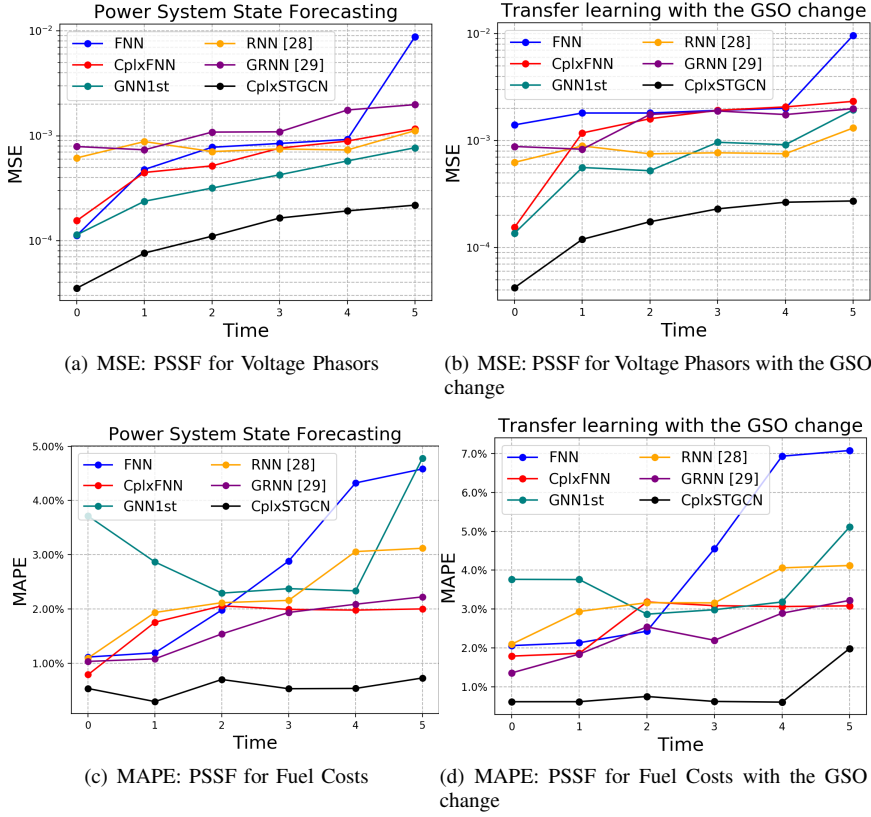 Power System State Forecasting
10⁻²
10⁻³
10⁻⁴
MSE
FNN
CplxFNN
GNN1st
RNN [28]
GRNN [29]
CplxSTGCN
0 1 2 3 4 5
Time
(a) MSE: PSSF for Voltage Phasors
Transfer learning with the GSO change
10⁻²
10⁻³
10⁻⁴
MSE
FNN
CplxFNN
GNN1st
RNN [28]
GRNN [29]
CplxSTGCN
0 1 2 3 4 5
Time
(b) MSE: PSSF for Voltage Phasors with the GSO
change
Power System State Forecasting
5.00%
4.00%
3.00%
2.00%
1.00%
MAPE
FNN
CplxFNN
GNN1st
RNN [28]
GRNN [29]
CplxSTGCN
0 1 2 3 4 5
Time
(c) MAPE: PSSF for Fuel Costs
Transfer learning with the GSO change
7.0%
6.0%
5.0%
4.0%
3.0%
2.0%
1.0%
MAPE
FNN
CplxFNN
GNN1st
RNN [28]
GRNN [29]
CplxSTGCN
0 1 2 3 4 5
Time
(d) MAPE: PSSF for Fuel Costs with the GSO
change